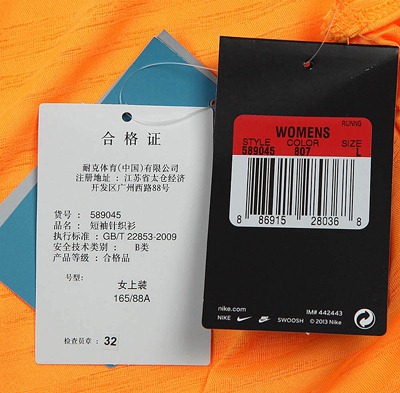 合格证
耐克体育(中国)有限公司
注册地址：江苏省太仓经济
开发区广州西路88号
货号：589045
品名：短袖针织衫
执行标准：GB/T 22853-2009
安全技术类别： B类
产品等级：合格品
号型：
女上装
165/88A
检查员章：32
RUNNG
WOMENS
STYLE COLOR SIZE
589045 807 L
8 86915 28036 8
nike.com
NIKE SWOOSH
IM# 442443
© 2013 Nike